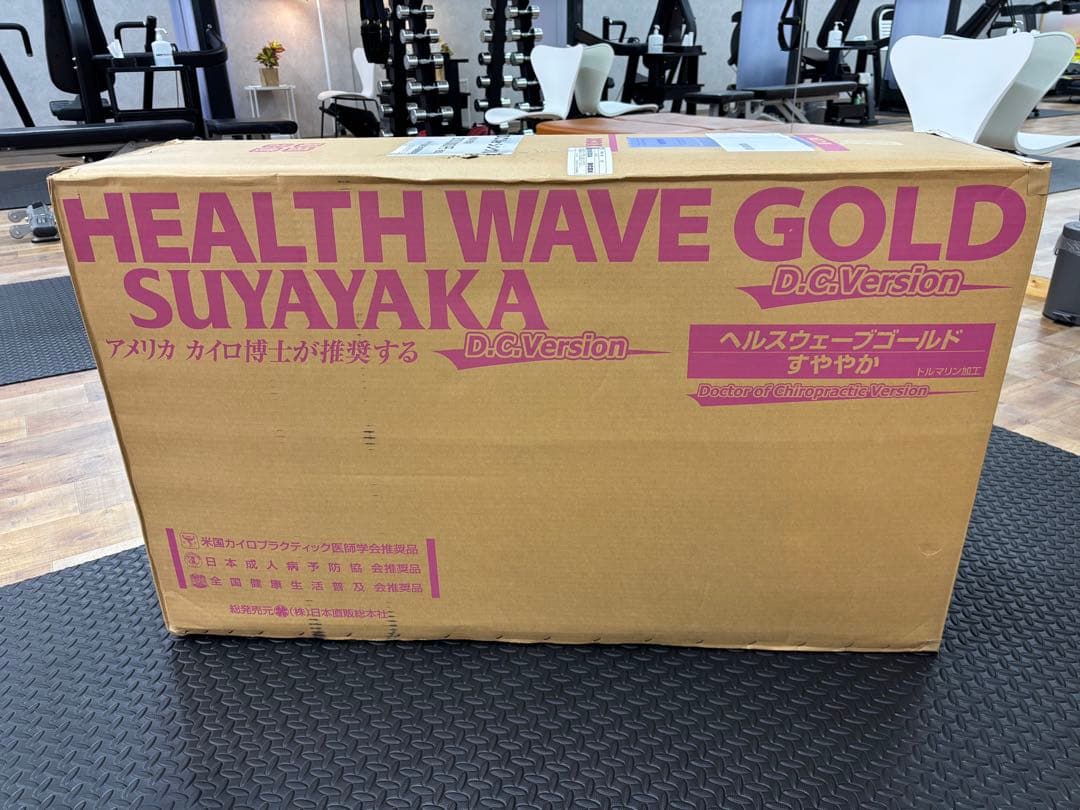 HEALTH WAVE GOLD
D.C.Version
SUYAYAKA
アメリカ カイロ博士が推奨する
D.C.Version
ヘルスウェーブゴールド
すややか
トルマリン加工
Doctor of Chiropractic Version
米国カイロプラクティック医師学会推奨品
日本成人病予防協会推奨品
全国健康生活普及会推奨品
総発売元 (株)日本直販総本社